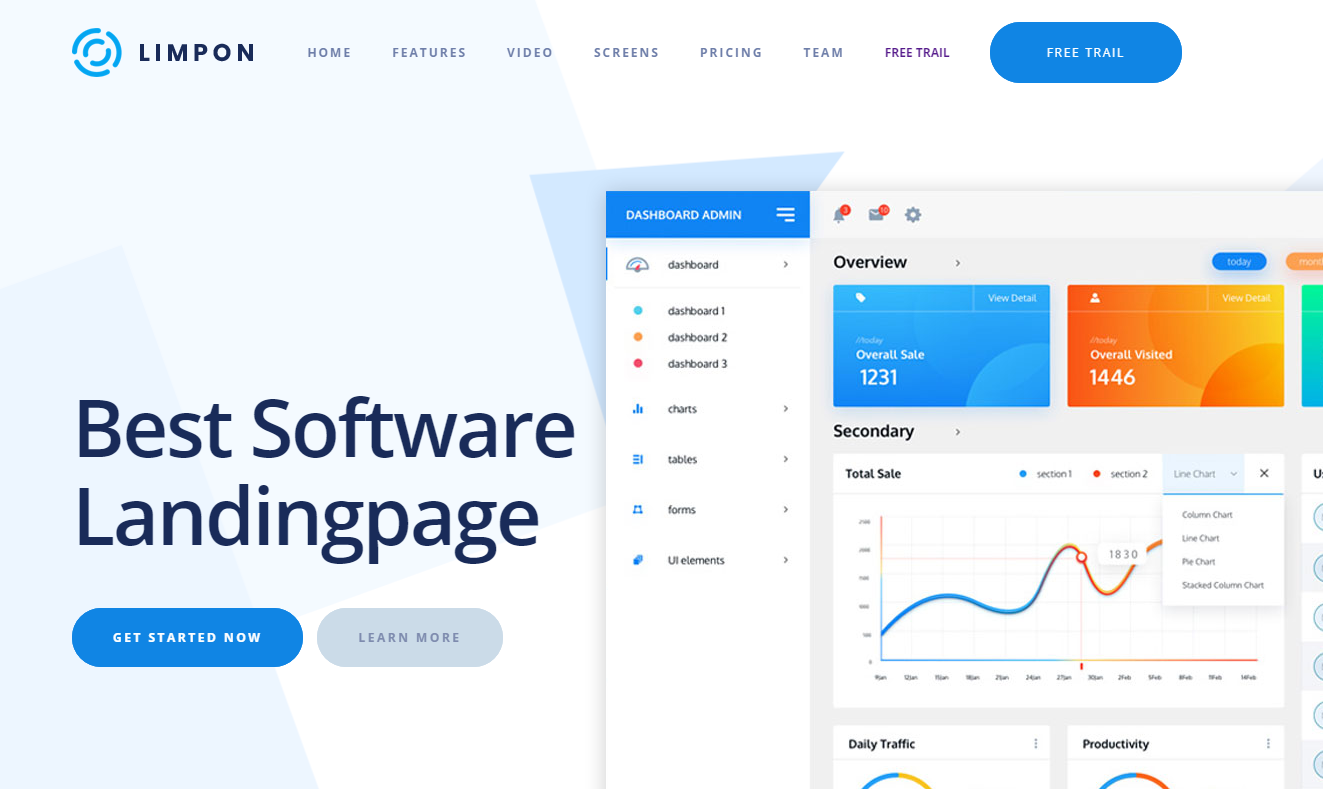 LIMPON
HOME FEATURES VIDEO SCREENS PRICING TEAM FREE TRAIL FREE TRAIL
Best Software
Landingpage
GET STARTED NOW LEARN MORE
DASHBOARD ADMIN
3 10
dashboard
dashboard 1
dashboard 2
dashboard 3
charts
tables
forms
UI elements
Overview today
View Detail View Detail
//today //today
Overall Sale Overall Visited
1231 1446
Secondary
Total Sale section 1 section 2 Line Chart
Column Chart
Line Chart
Pie Chart
Stacked Column Chart
1830
2500
2000
1500
1000
500
0
9Jan 12Jan 15Jan 18Jan 21Jan 24Jan 27Jan 30Jan 2Feb 5Feb 8Feb 11Feb 14Feb
Daily Traffic Productivity